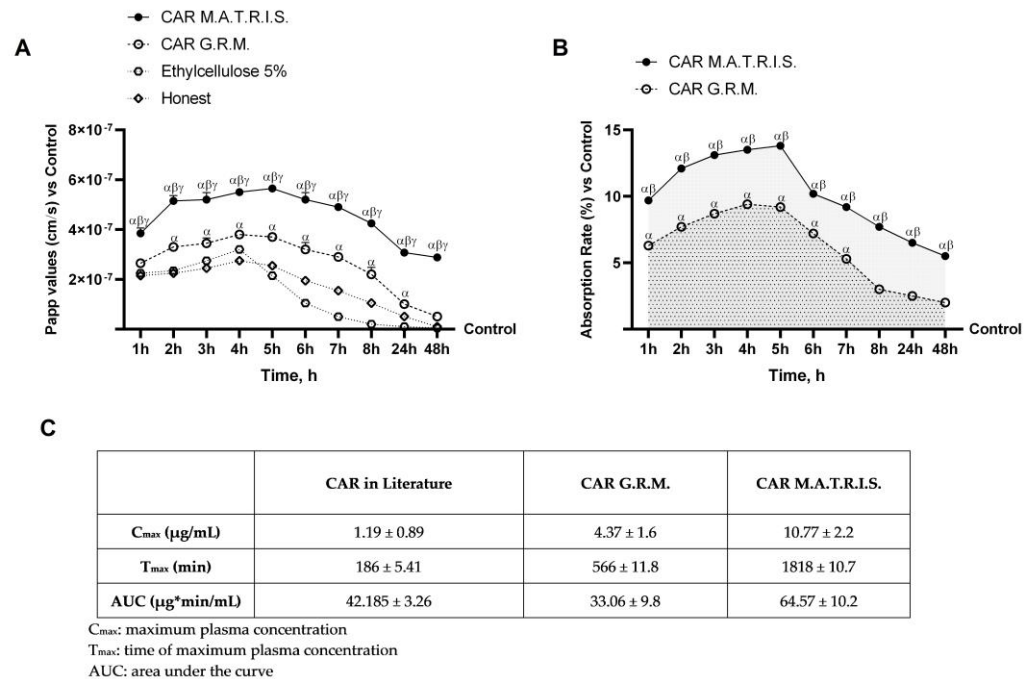 A
CAR M.A.T.R.I.S.
CAR G.R.M.
Ethylcellulose 5%
Honest
Papp values (cm/s) vs Control
8×10⁻⁷
6×10⁻⁷
4×10⁻⁷
2×10⁻⁷
αβγ αβγ αβγ αβγ αβγ αβγ αβγ αβγ αβγ αβγ
α α α α α α α α
Control
1h 2h 3h 4h 5h 6h 7h 8h 24h 48h
Time, h
B
CAR M.A.T.R.I.S.
CAR G.R.M.
Absorption Rate (%) vs Control
15
10
5
αβ αβ αβ αβ αβ αβ αβ αβ αβ αβ
α α α α α α α
Control
1h 2h 3h 4h 5h 6h 7h 8h 24h 48h
Time, h
C
CAR in Literature CAR G.R.M. CAR M.A.T.R.I.S.
Cmax (µg/mL) 1.19 ± 0.89 4.37 ± 1.6 10.77 ± 2.2
Tmax (min) 186 ± 5.41 566 ± 11.8 1818 ± 10.7
AUC (µg*min/mL) 42.185 ± 3.26 33.06 ± 9.8 64.57 ± 10.2
Cmax: maximum plasma concentration
Tmax: time of maximum plasma concentration
AUC: area under the curve